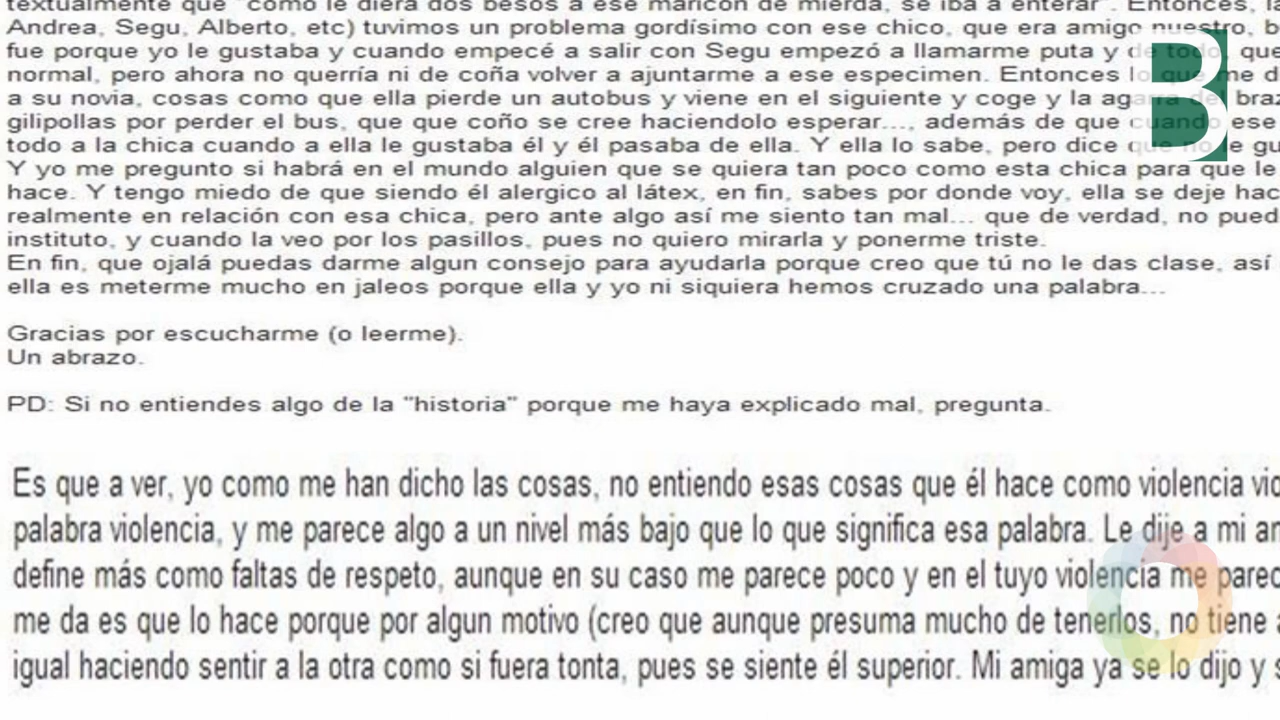 textualmente que "como le diera dos besos a ese maricón de mierda, se iba a enterar". Entonces, la
Andrea, Segu, Alberto, etc) tuvimos un problema gordísimo con ese chico, que era amigo nuestro, b
fue porque yo le gustaba y cuando empecé a salir con Segu empezó a llamarme puta y de todo, que
normal, pero ahora no querría ni de coña volver a ajuntarme a ese especimen. Entonces lo que me d
a su novia, cosas como que ella pierde un autobus y viene en el siguiente y coge y la agarra del braz
gilipollas por perder el bus, que que coño se cree haciendolo esperar..., además de que cuando ese
todo a la chica cuando a ella le gustaba él y él pasaba de ella. Y ella lo sabe, pero dice que no le gu
Y yo me pregunto si habrá en el mundo alguien que se quiera tan poco como esta chica para que le
hace. Y tengo miedo de que siendo él alergico al látex, en fin, sabes por donde voy, ella se deje hac
realmente en relación con esa chica, pero ante algo así me siento tan mal... que de verdad, no pued
instituto, y cuando la veo por los pasillos, pues no quiero mirarla y ponerme triste.
En fin, que ojalá puedas darme algun consejo para ayudarla porque creo que tú no le das clase, así
ella es meterme mucho en jaleos porque ella y yo ni siquiera hemos cruzado una palabra...
Gracias por escucharme (o leerme).
Un abrazo.
PD: Si no entiendes algo de la "historia" porque me haya explicado mal, pregunta.
Es que a ver, yo como me han dicho las cosas, no entiendo esas cosas que él hace como violencia vio
palabra violencia, y me parece algo a un nivel más bajo que lo que significa esa palabra. Le dije a mi am
define más como faltas de respeto, aunque en su caso me parece poco y en el tuyo violencia me parec
me da es que lo hace porque por algun motivo (creo que aunque presuma mucho de tenerlos, no tiene a
igual haciendo sentir a la otra como si fuera tonta, pues se siente él superior. Mi amiga ya se lo dijo y s
B